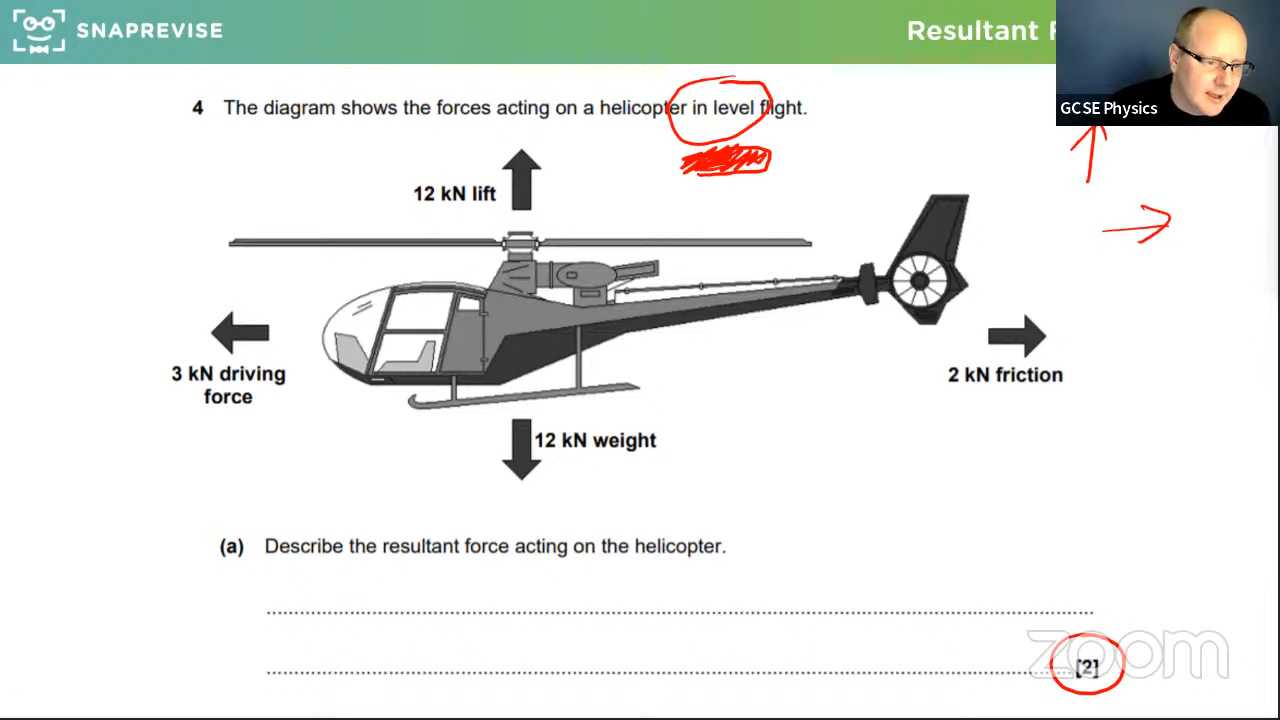 SNAPREVISE
Resultant F
GCSE Physics
4 The diagram shows the forces acting on a helicopter in level flight.
12 kN lift
3 kN driving
force
2 kN friction
12 kN weight
(a) Describe the resultant force acting on the helicopter.
zoom
[2]